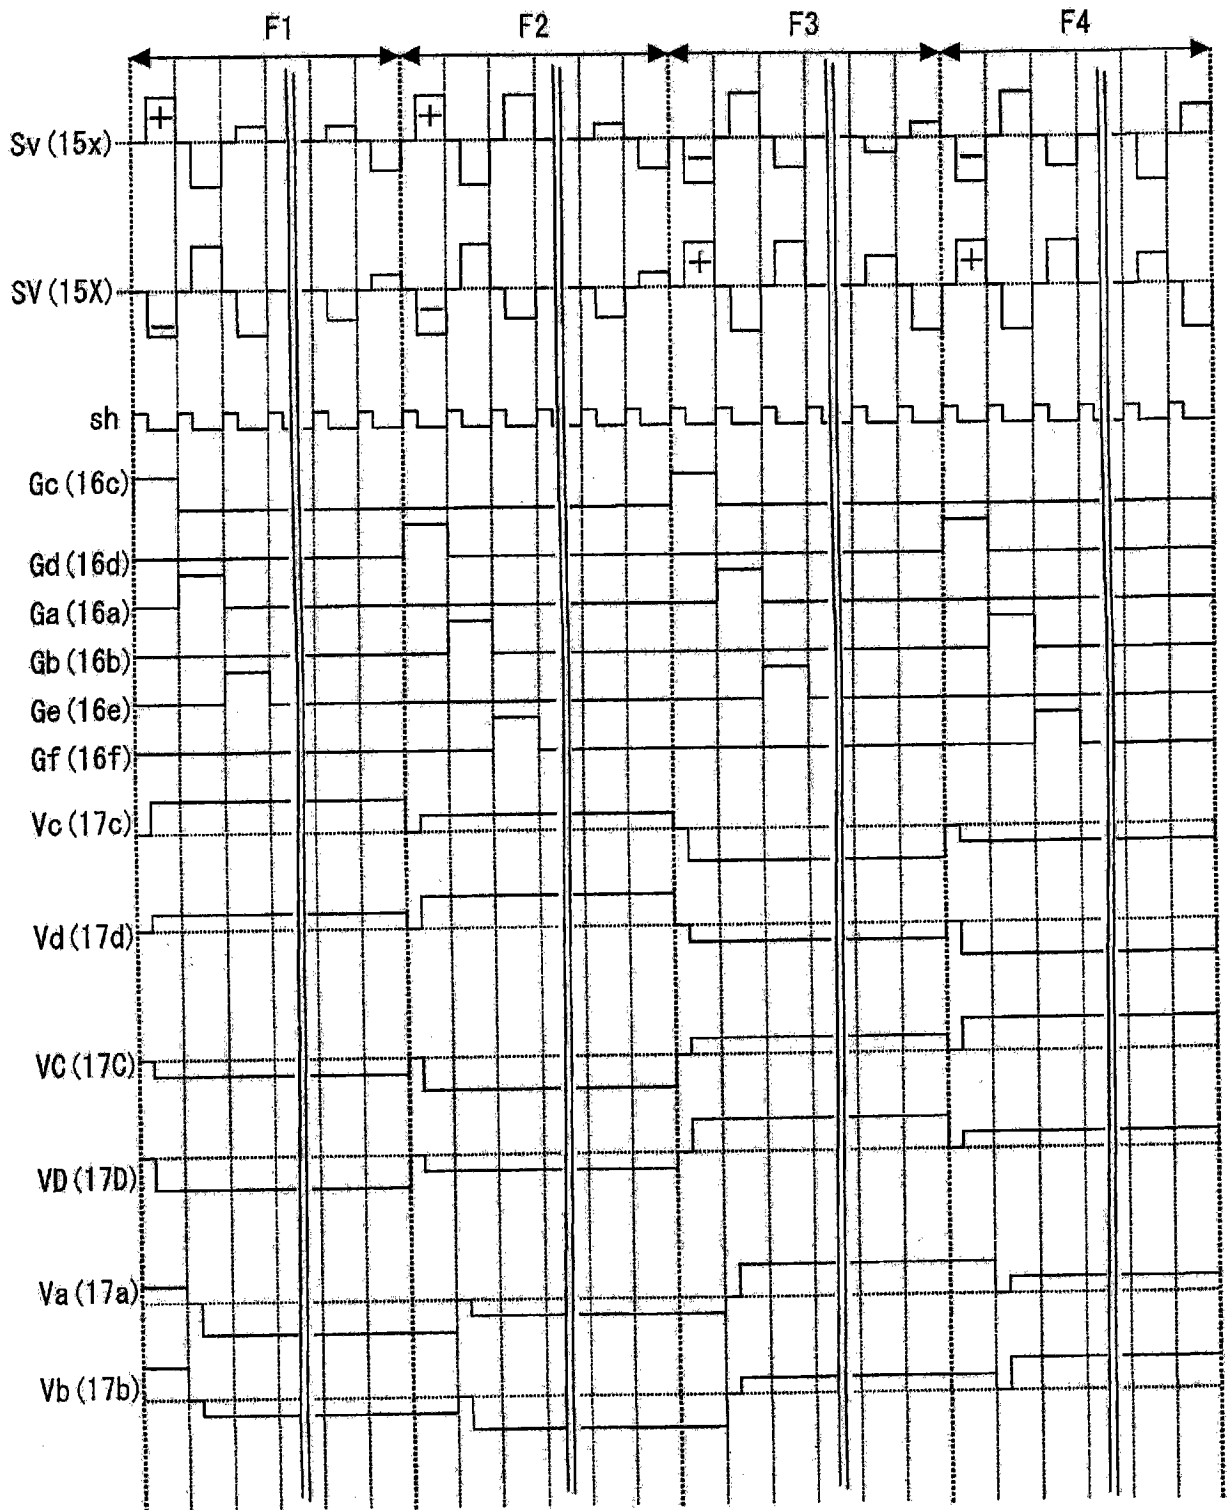 F1 F2 F3 F4
Sv(15x) + + − −
SV(15X) − − + +
sh
Gc(16c)
Gd(16d)
Ga(16a)
Gb(16b)
Ge(16e)
Gf(16f)
Vc(17c)
Vd(17d)
VC(17C)
VD(17D)
Va(17a)
Vb(17b)